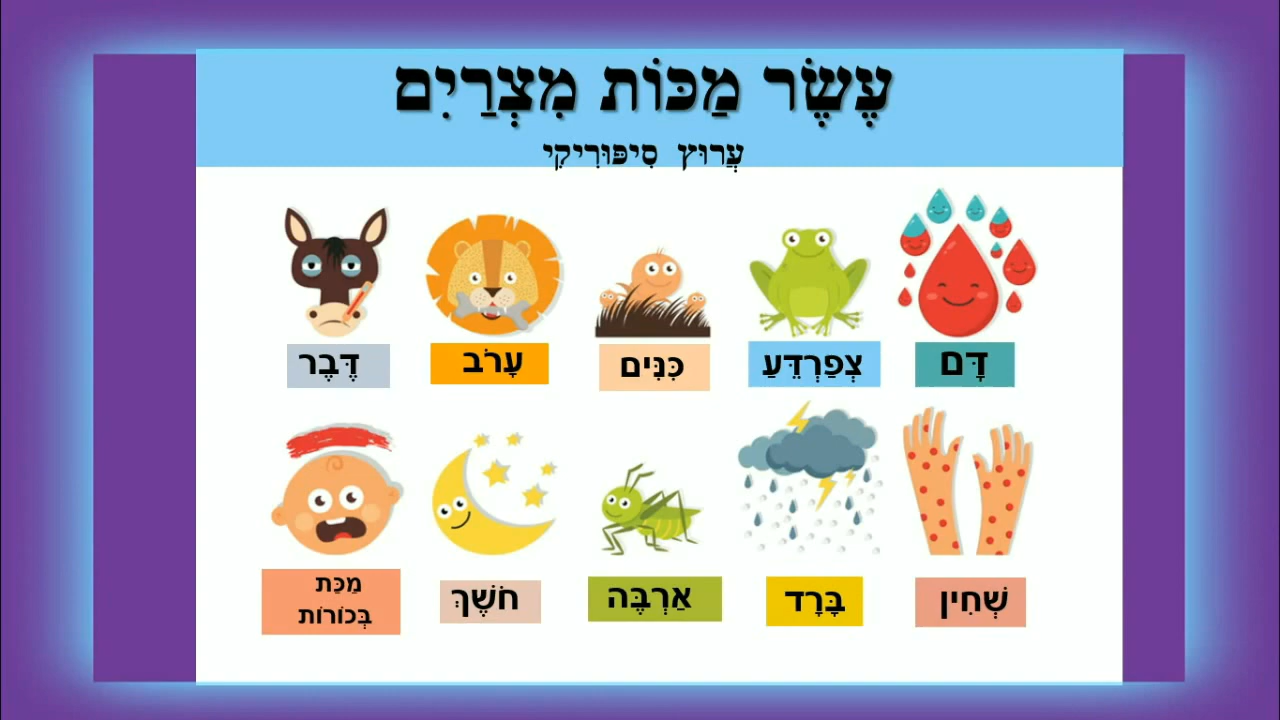 עֶשֶׂר מַכּוֹת מִצְרַיִם
עֲרוּץ סִיפּוּרִיקִי
דָּם
צְפַרְדֵּעַ
כִּנִּים
עָרֹב
דֶּבֶר
שְׁחִין
בָּרָד
אַרְבֶּה
חֹשֶׁךְ
מַכַּת
בְּכוֹרוֹת